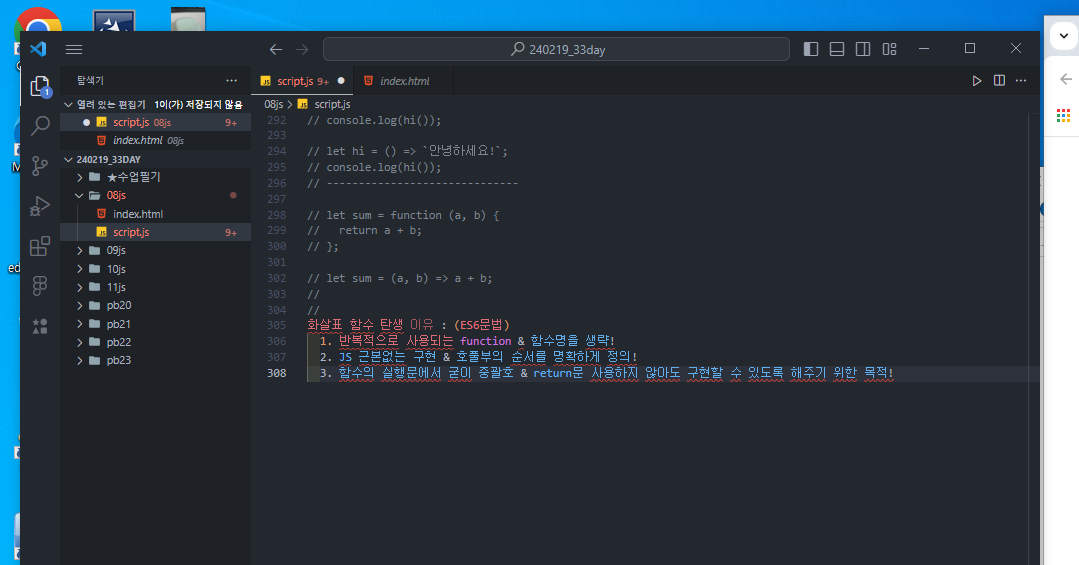 240219_33day
탐색기
script.js 9+
index.html
열려 있는 편집기 1이(가) 저장되지 않음
08js > script.js
script.js 08js 9+
index.html 08js
240219_33DAY
★수업필기
08js
index.html
script.js 9+
09js
10js
11js
pb20
pb21
pb22
pb23
292 // console.log(hi());
293
294 // let hi = () => `안녕하세요!`;
295 // console.log(hi());
296 // ------------------------------
297
298 // let sum = function (a, b) {
299 //   return a + b;
300 // };
301
302 // let sum = (a, b) => a + b;
303 //
304 //
305 화살표 함수 탄생 이유 : (ES6문법)
306 1. 반복적으로 사용되는 function & 함수명을 생략!
307 2. JS 근본없는 구현 & 호출부의 순서를 명확하게 정의!
308 3. 함수의 실행문에서 굳이 중괄호 & return문 사용하지 않아도 구현할 수 있도록 해주기 위한 목적!
1